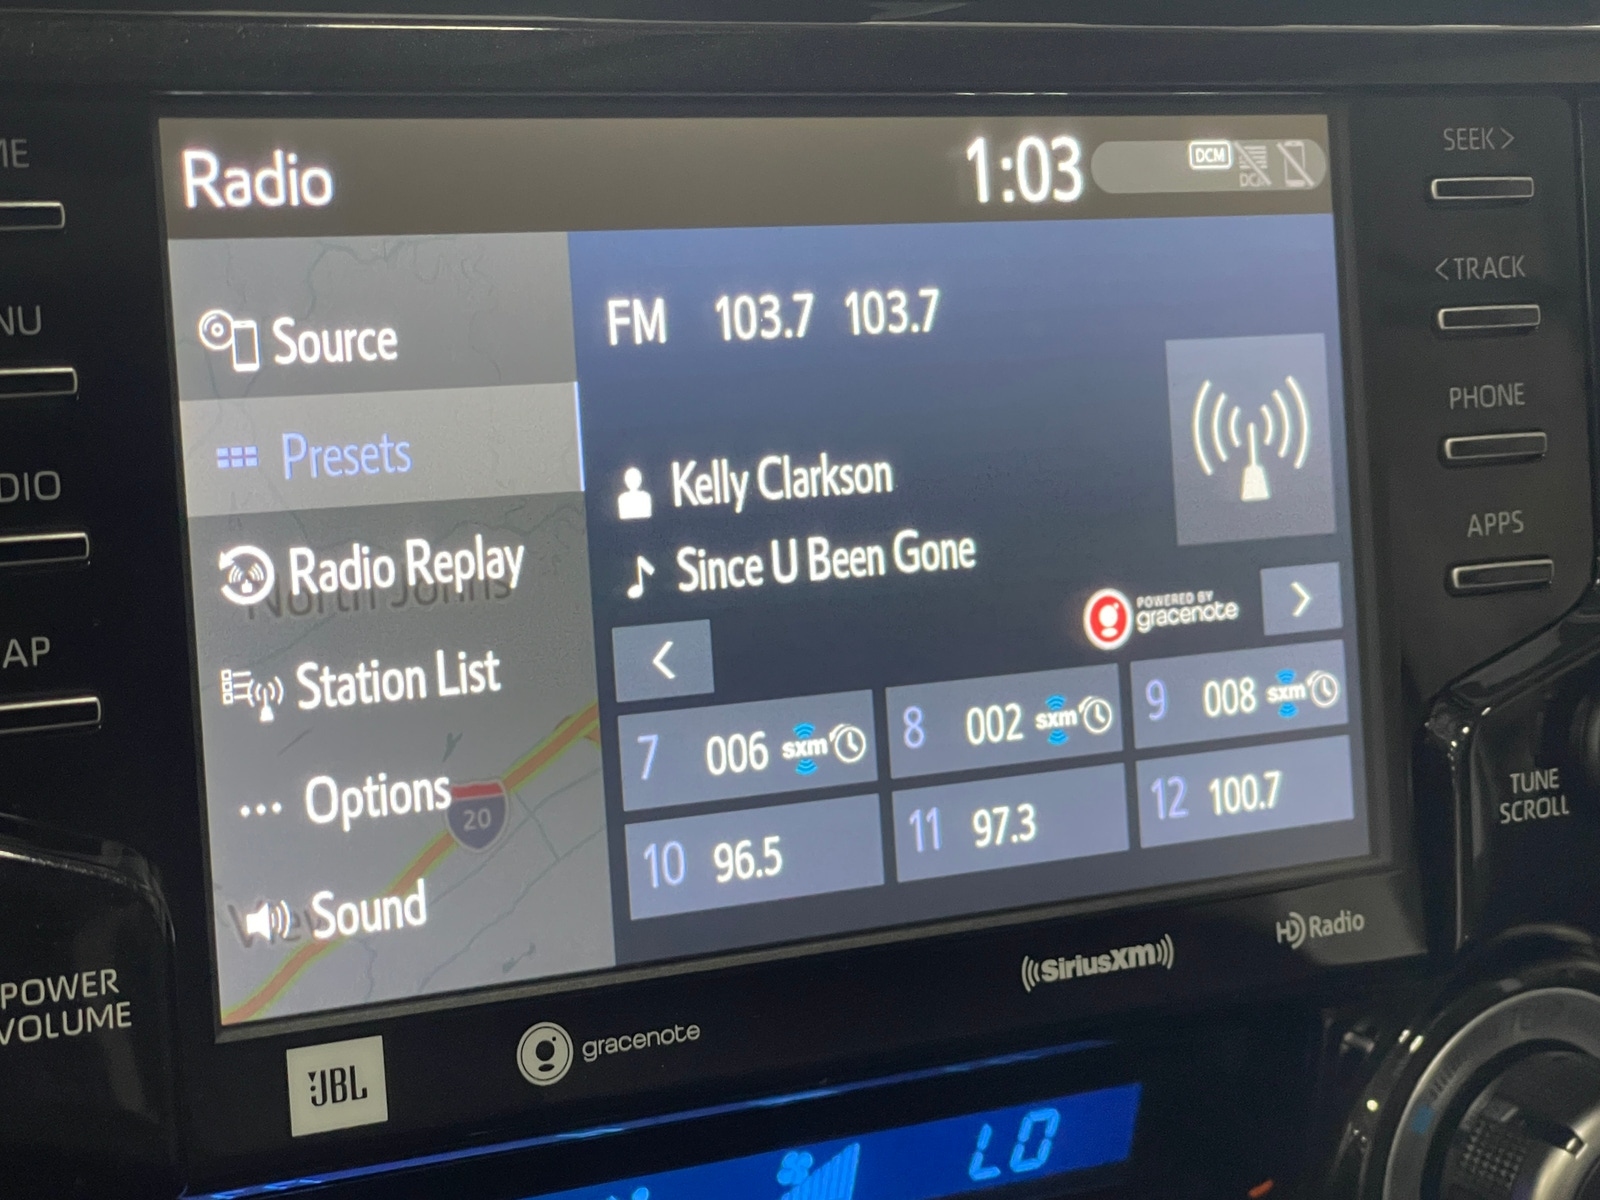 Radio
1:03
DCM
DCM
SEEK >
< TRACK
PHONE
APPS
TUNE
SCROLL
Source
Presets
Radio Replay
North Johns
Station List
Options
20
Sound
FM 103.7 103.7
Kelly Clarkson
Since U Been Gone
POWERED BY
gracenote
<
>
7 006 sxm
8 002 sxm
9 008 sxm
10 96.5
11 97.3
12 100.7
NU
DIO
AP
POWER
VOLUME
JBL
gracenote
((SiriusXM))
HD Radio
LO